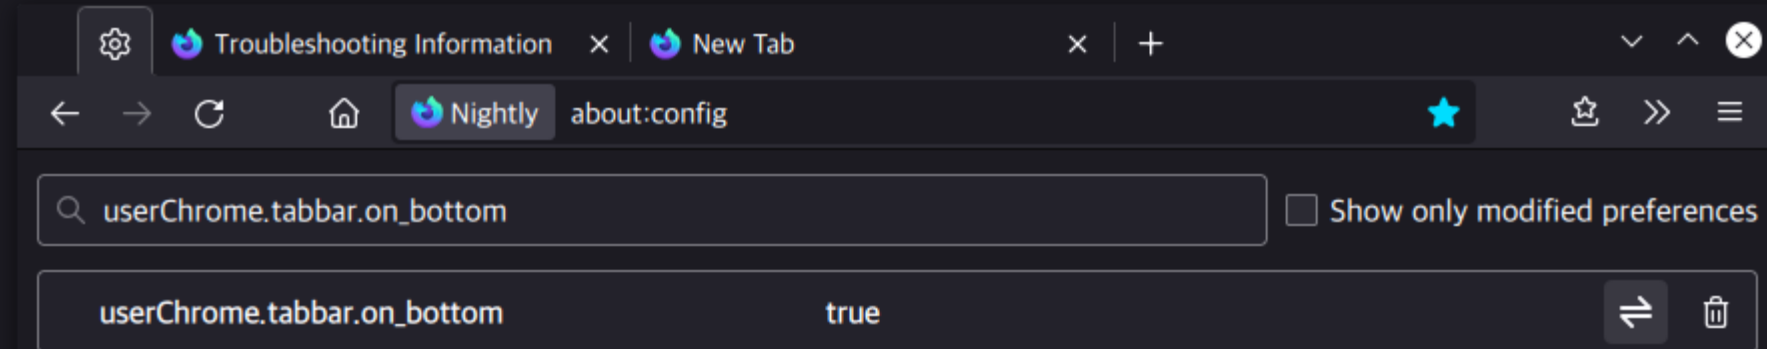 Troubleshooting Information New Tab
Nightly about:config
userChrome.tabbar.on_bottom Show only modified preferences
userChrome.tabbar.on_bottom true